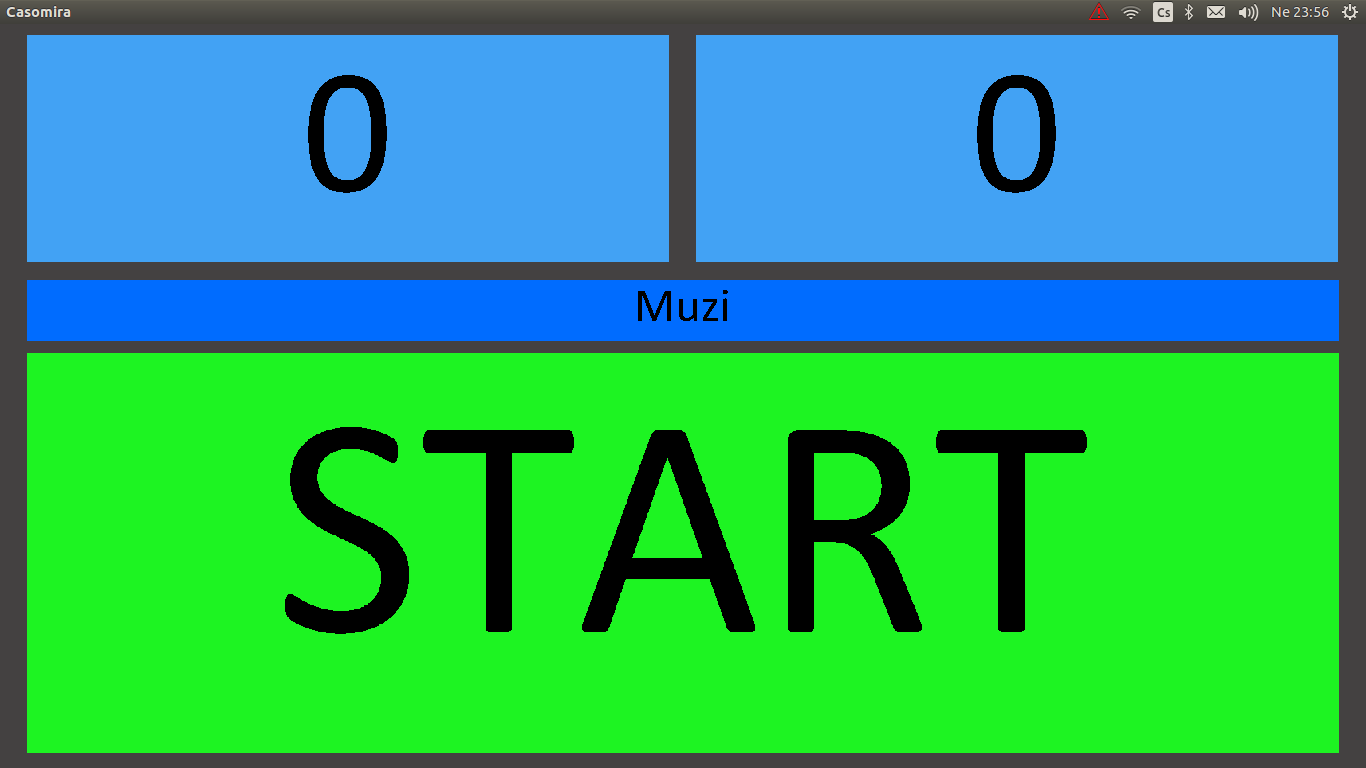 Casomira
Cs
Ne 23:56
0
0
Muzi
START